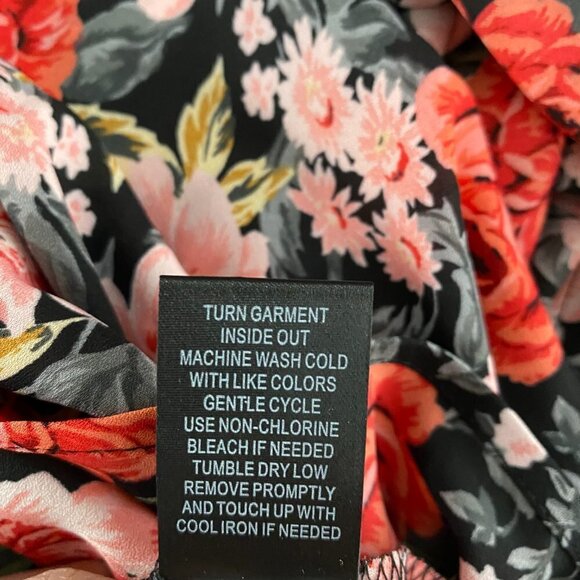 TURN GARMENT
INSIDE OUT
MACHINE WASH COLD
WITH LIKE COLORS
GENTLE CYCLE
USE NON-CHLORINE
BLEACH IF NEEDED
TUMBLE DRY LOW
REMOVE PROMPTLY
AND TOUCH UP WITH
COOL IRON IF NEEDED